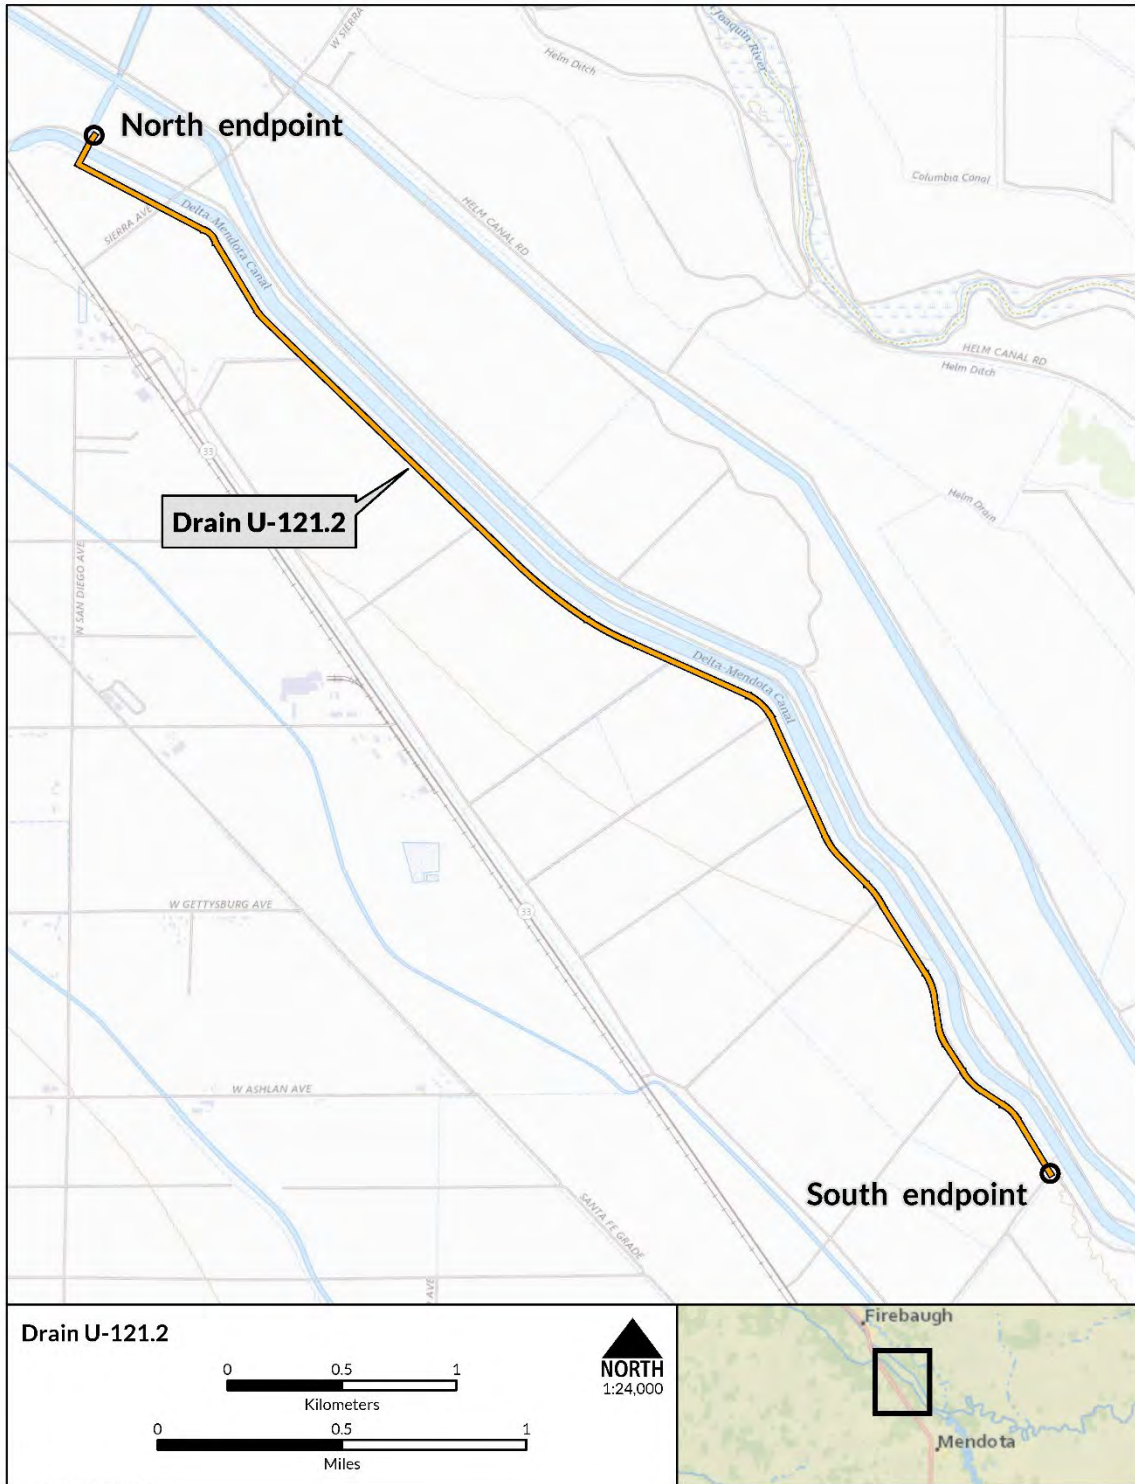 W SIERRA
Joaquin River
Helm Ditch
North endpoint
Columbia Canal
SIERRA AVE
Delta-Mendota Canal
HELM CANAL RD
HELM CANAL RD
Helm Ditch
33
Helm Drain
Drain U-121.2
N SAN DIEGO AVE
Delta-Mendota Canal
W GETTYSBURG AVE
33
W ASHLAN AVE
South endpoint
SANTA FE GRADE
AVE
Drain U-121.2
0 0.5 1
Kilometers
0 0.5 1
Miles
NORTH
1:24,000
Firebaugh
Mendota